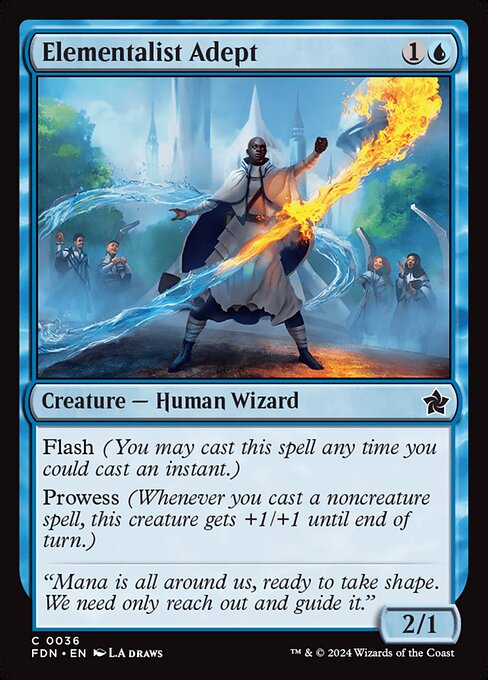 Elementalist Adept 1
Creature — Human Wizard
Flash (You may cast this spell any time you
could cast an instant.)
Prowess (Whenever you cast a noncreature
spell, this creature gets +1/+1 until end of
turn.)
“Mana is all around us, ready to take shape.
We need only reach out and guide it.”
2/1
C 0036
FDN • EN L.A DRAWS
™ & © 2024 Wizards of the Coast